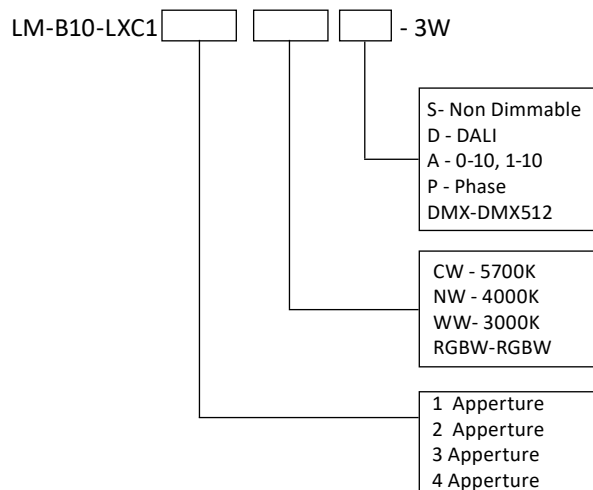 LM-B10-LXC1 - 3W
S- Non Dimmable
D - DALI
A - 0-10, 1-10
P - Phase
DMX-DMX512
CW - 5700K
NW - 4000K
WW- 3000K
RGBW-RGBW
1 Apperture
2 Apperture
3 Apperture
4 Apperture